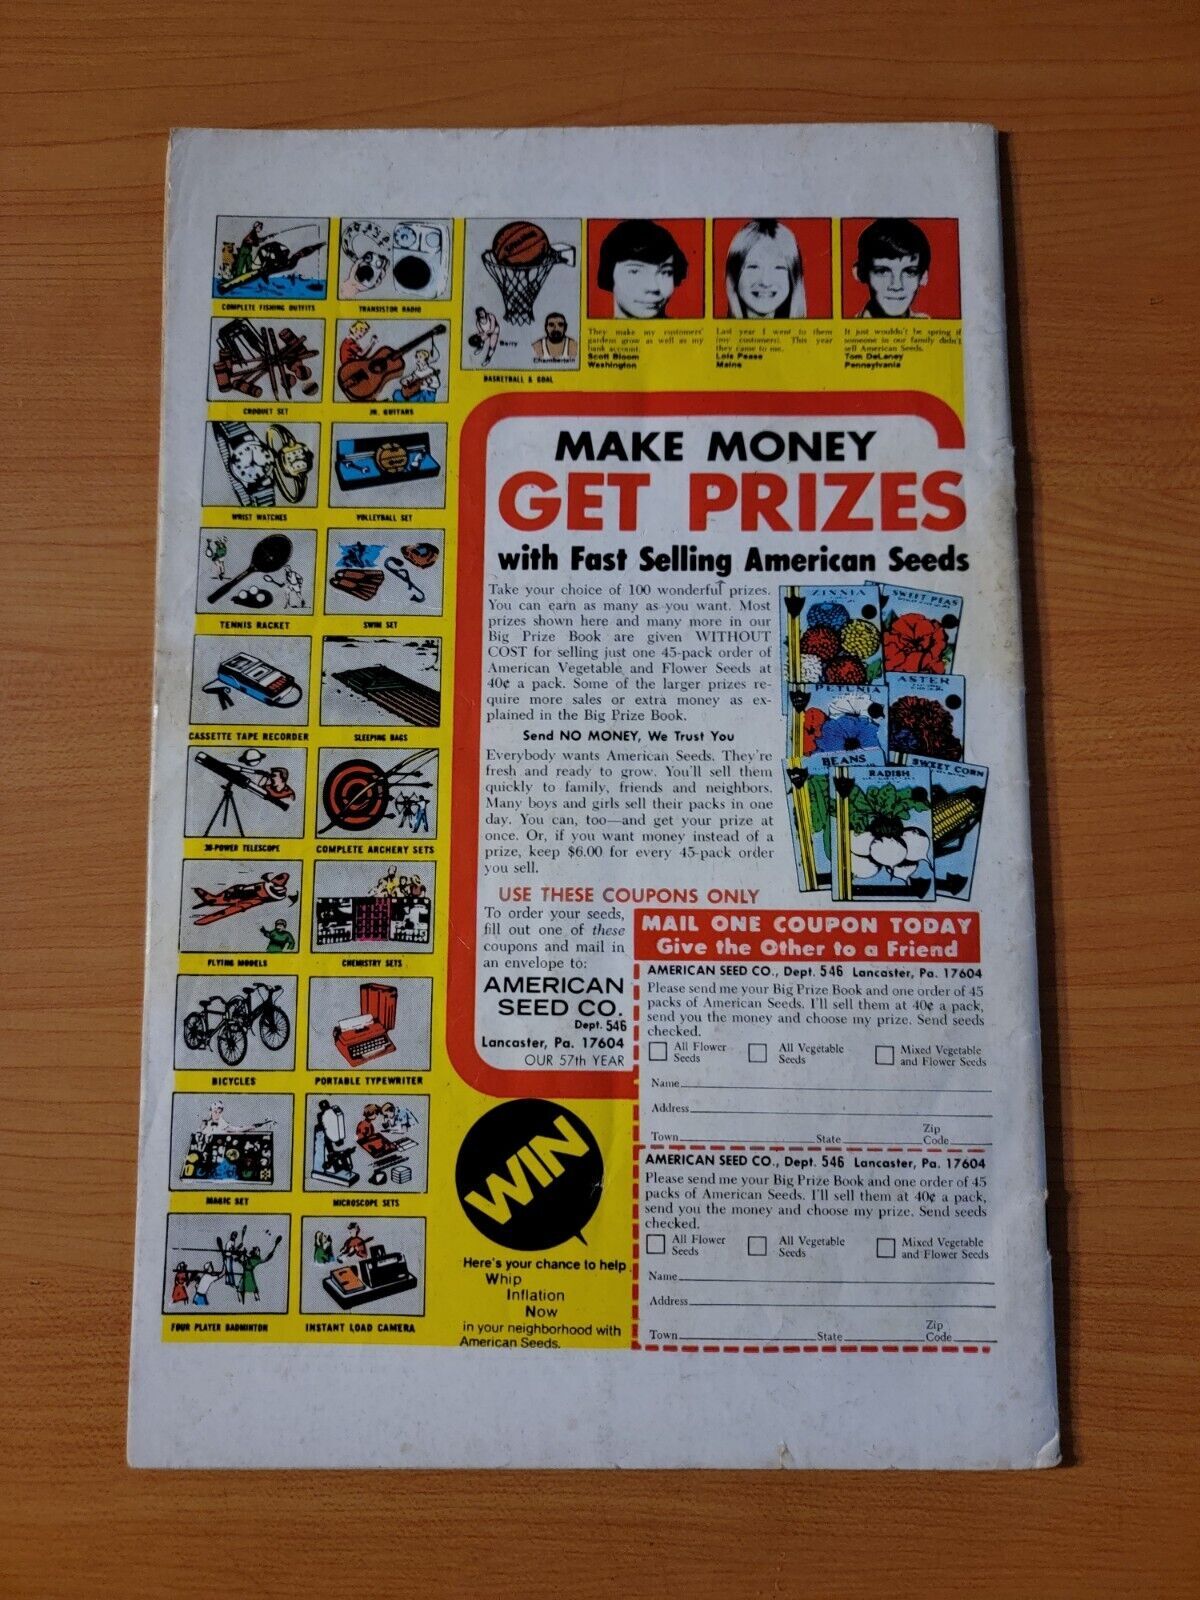 COMPLETE FISHING OUTFITS
TRANSISTOR RADIO
Barry
Chamberlain
BASKETBALL & GOAL
CROQUET SET
JR. GUITARS
WRIST WATCHES
VOLLEYBALL SET
TENNIS RACKET
SWIM SET
CASSETTE TAPE RECORDER
SLEEPING BAGS
30-POWER TELESCOPE
COMPLETE ARCHERY SETS
FLYING MODELS
CHEMISTRY SETS
BICYCLES
PORTABLE TYPEWRITER
MAGIC SET
MICROSCOPE SETS
FOUR PLAYER BADMINTON
INSTANT LOAD CAMERA
They make my customers'
gardens grow as well as my
bank account.
Scott Bloom
Washington
Last year I went to them
(my customers). This year
they came to me.
Lois Pease
Maine
It just wouldn't be spring if
someone in our family didn't
sell American Seeds.
Tom DeLaney
Pennsylvania
MAKE MONEY
GET PRIZES
with Fast Selling American Seeds
Take your choice of 100 wonderful prizes.
You can earn as many as you want. Most
prizes shown here and many more in our
Big Prize Book are given WITHOUT
COST for selling just one 45-pack order of
American Vegetable and Flower Seeds at
40¢ a pack. Some of the larger prizes re-
quire more sales or extra money as ex-
plained in the Big Prize Book.
Send NO MONEY, We Trust You
Everybody wants American Seeds. They're
fresh and ready to grow. You'll sell them
quickly to family, friends and neighbors.
Many boys and girls sell their packs in one
day. You can, too—and get your prize at
once. Or, if you want money instead of a
prize, keep $6.00 for every 45-pack order
you sell.
ZINNIA
SWEET PEAS
PETUNIA
ASTER
BEANS
RADISH
SWEET CORN
USE THESE COUPONS ONLY
To order your seeds,
fill out one of these
coupons and mail in
an envelope to:
AMERICAN
SEED CO.
Dept. 546
Lancaster, Pa. 17604
OUR 57th YEAR
MAIL ONE COUPON TODAY
Give the Other to a Friend
AMERICAN SEED CO., Dept. 546 Lancaster, Pa. 17604
Please send me your Big Prize Book and one order of 45
packs of American Seeds. I'll sell them at 40¢ a pack,
send you the money and choose my prize. Send seeds
checked.
All Flower Seeds
All Vegetable Seeds
Mixed Vegetable and Flower Seeds
Name
Address
Town State Zip Code
AMERICAN SEED CO., Dept. 546 Lancaster, Pa. 17604
Please send me your Big Prize Book and one order of 45
packs of American Seeds. I'll sell them at 40¢ a pack,
send you the money and choose my prize. Send seeds
checked.
All Flower Seeds
All Vegetable Seeds
Mixed Vegetable and Flower Seeds
Name
Address
Town State Zip Code
WIN
Here's your chance to help
Whip
Inflation
Now
in your neighborhood with
American Seeds.